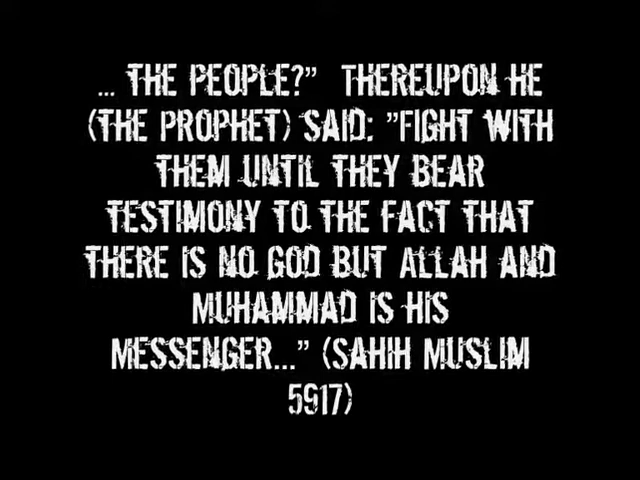 ... THE PEOPLE?" THEREUPON HE
(THE PROPHET) SAID: "FIGHT WITH
THEM UNTIL THEY BEAR
TESTIMONY TO THE FACT THAT
THERE IS NO GOD BUT ALLAH AND
MUHAMMAD IS HIS
MESSENGER..." (SAHIH MUSLIM
5917)